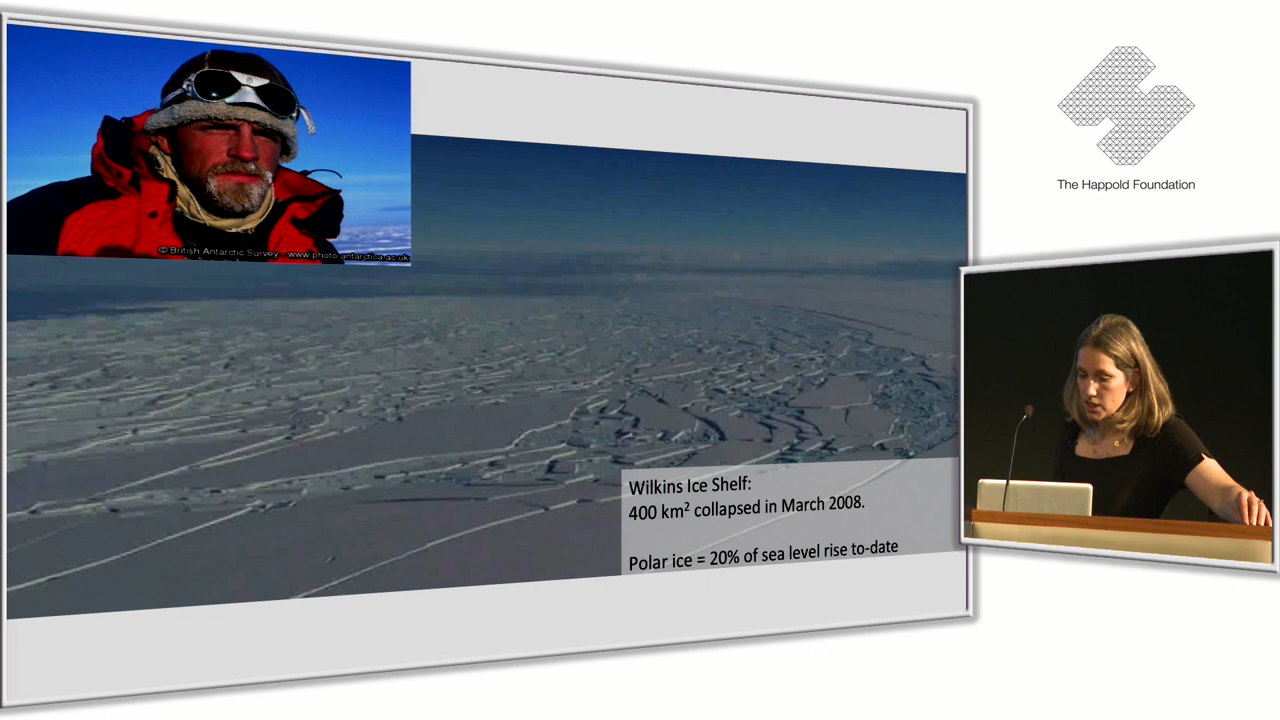 © British Antarctic Survey - www.photo.antarctica.ac.uk
The Happold Foundation
Wilkins Ice Shelf:
400 km² collapsed in March 2008.
Polar ice = 20% of sea level rise to-date